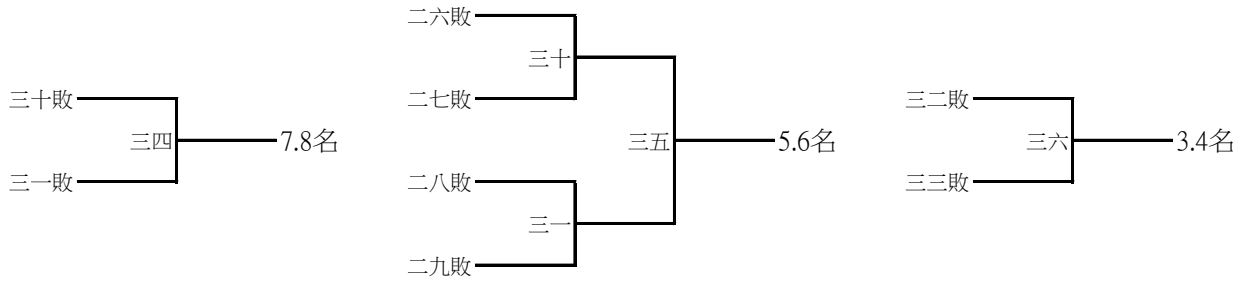 三十敗
三四
7.8名
三一敗
二六敗
三十
二七敗
三五
5.6名
二八敗
三一
二九敗
三二敗
三六
3.4名
三三敗